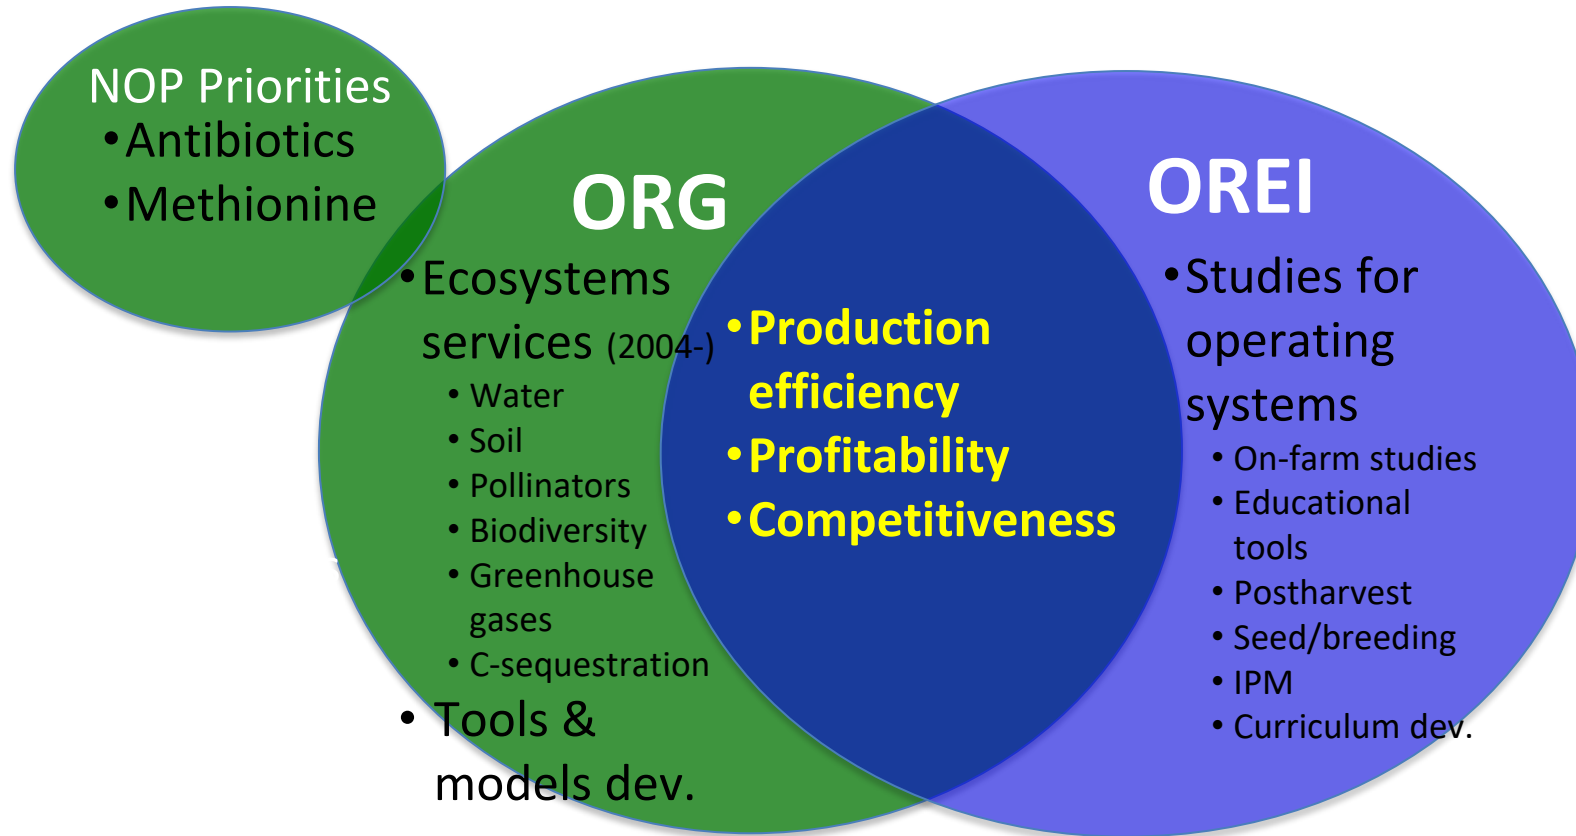 NOP Priorities
•Antibiotics
•Methionine
ORG
•Ecosystems
services (2004-)
• Water
• Soil
• Pollinators
• Biodiversity
• Greenhouse
gases
• C-sequestration
• Tools &
models dev.
•Production
efficiency
•Profitability
•Competitiveness
OREI
•Studies for
operating
systems
• On-farm studies
• Educational
tools
• Postharvest
• Seed/breeding
• IPM
• Curriculum dev.